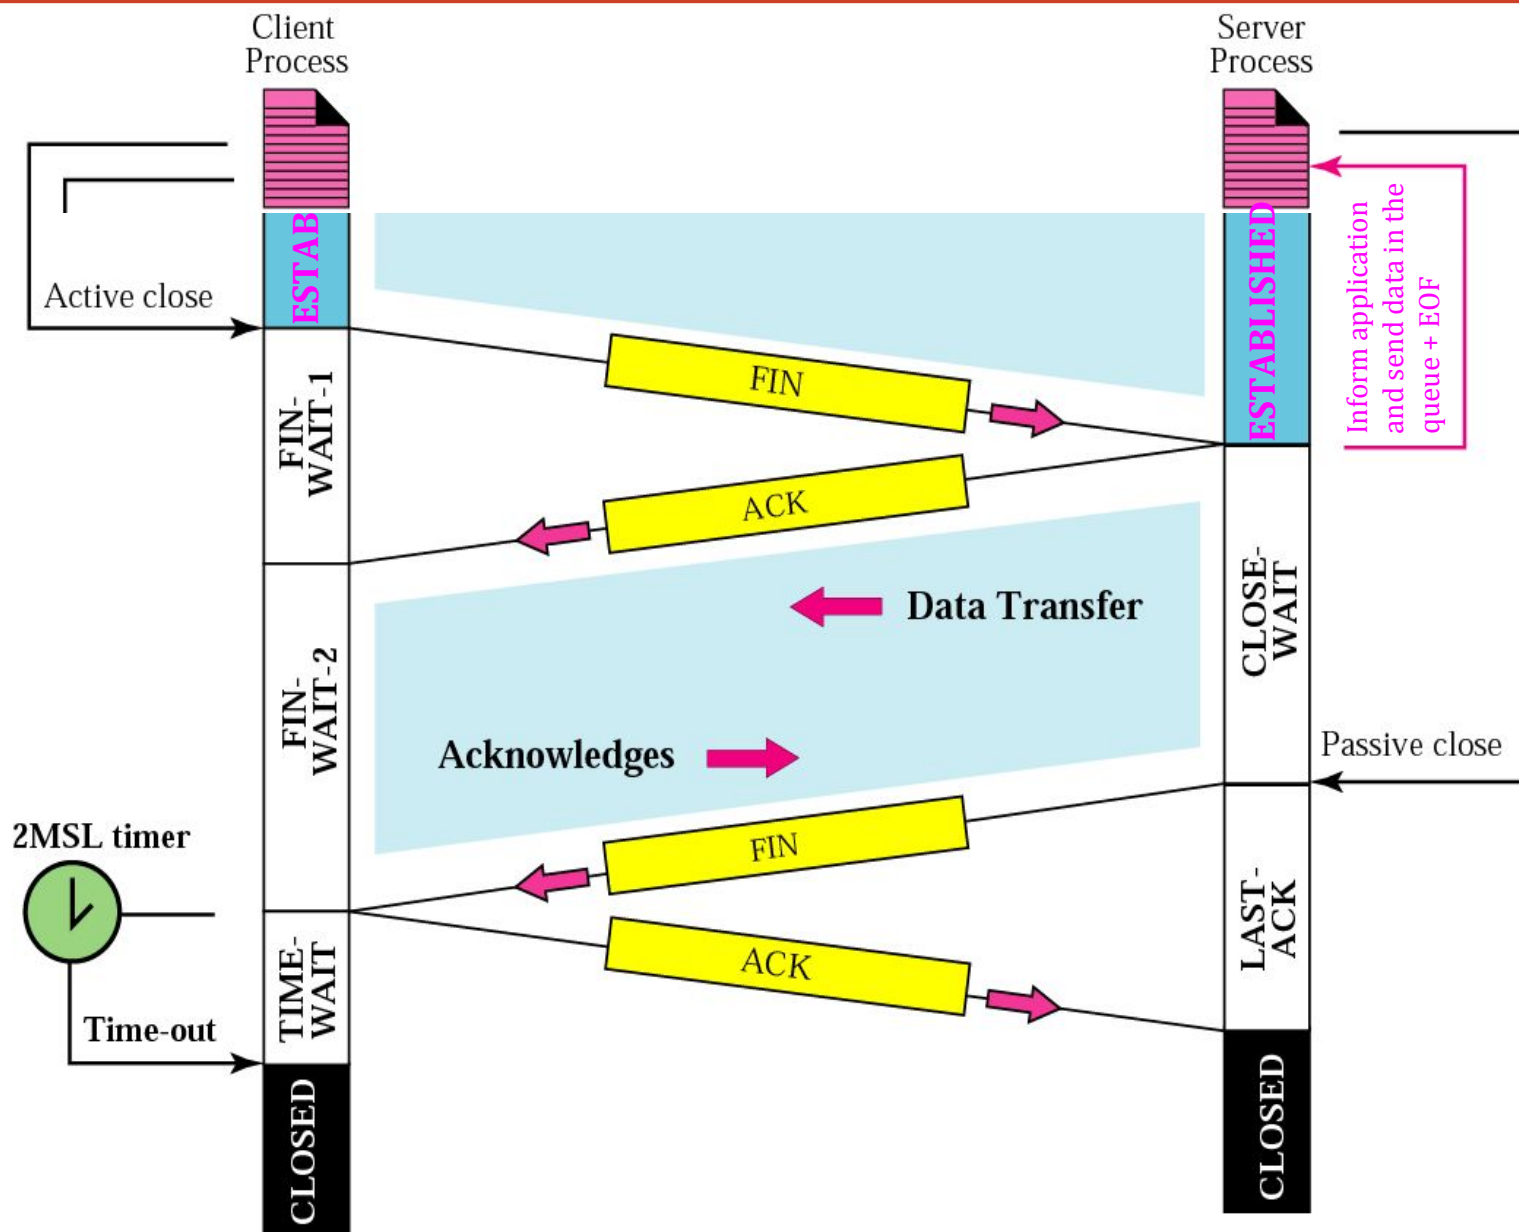 Client
Process
Server
Process
ESTAB
ESTABLISHED
Inform application
and send data in the
queue + EOF
Active close
FIN
FIN-
WAIT-1
ACK
CLOSE-
WAIT
Data Transfer
FIN-
WAIT-2
Acknowledges
Passive close
2MSL timer
FIN
LAST-
ACK
TIME-
WAIT
ACK
Time-out
CLOSED
CLOSED